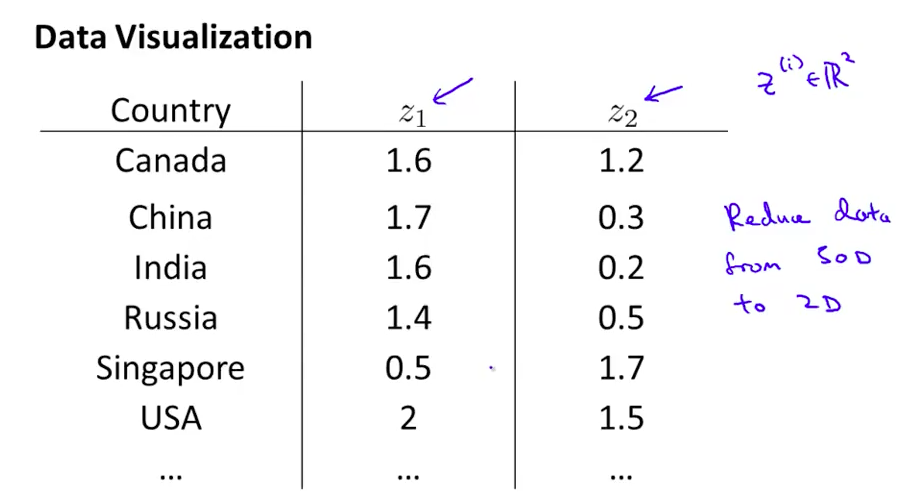 Data Visualization
z⁽ⁱ⁾ ∈ ℝ²
Country z₁ z₂
Canada 1.6 1.2
China 1.7 0.3
India 1.6 0.2
Russia 1.4 0.5
Singapore 0.5 1.7
USA 2 1.5
... ... ...
Reduce data
from 50D
to 2D